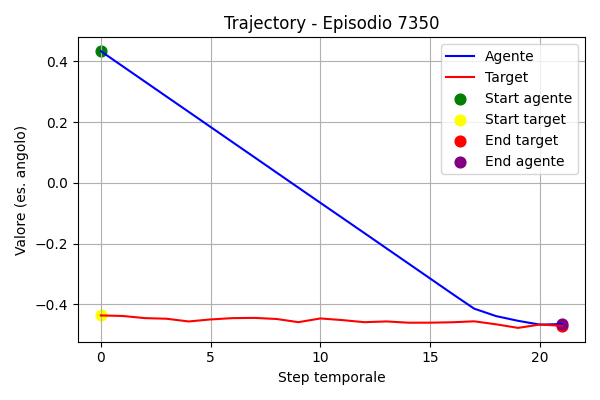 Trajectory - Episodio 7350
Valore (es. angolo)
0.4
0.2
0.0
−0.2
−0.4
Agente
Target
Start agente
Start target
End target
End agente
0 5 10 15 20
Step temporale